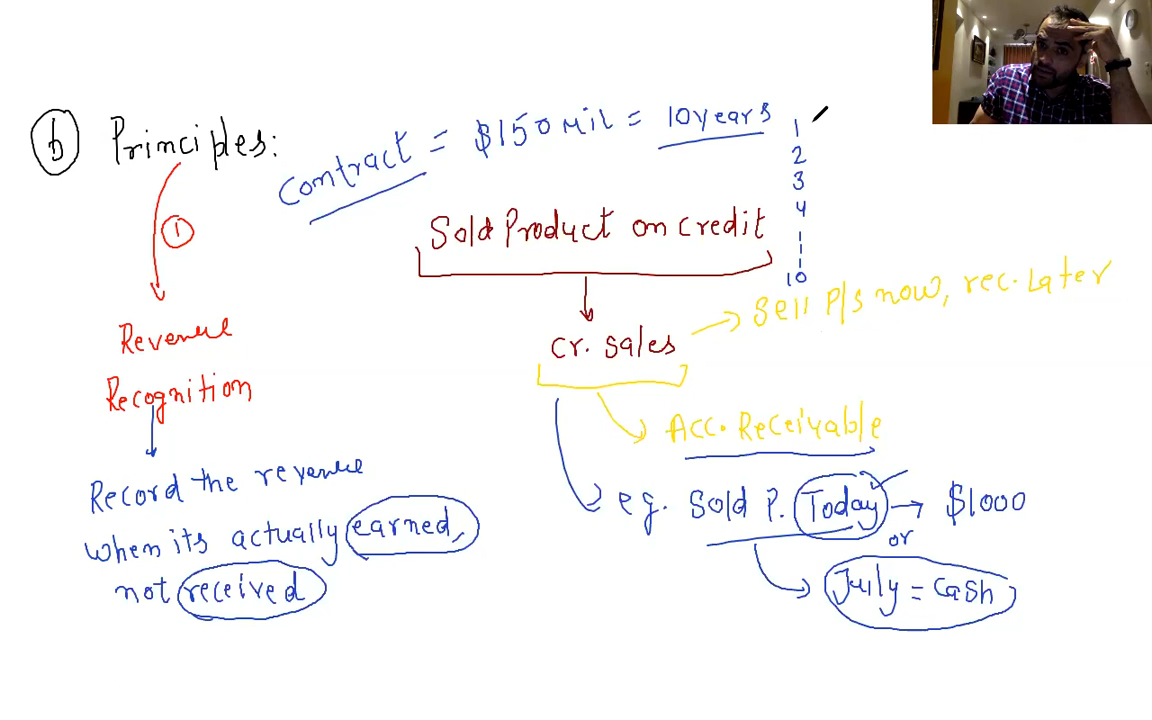 b Principles:
Contract = $150 Mil = 10 years
1
2
3
4
10
1
Sold Product on credit
Revenue
Recognition
Cr. Sales
Sell P/S now, rec. Later
Acc. Receivable
Record the revenue
when its actually earned,
not received
eg. Sold P. Today → $1000
or
July = Cash